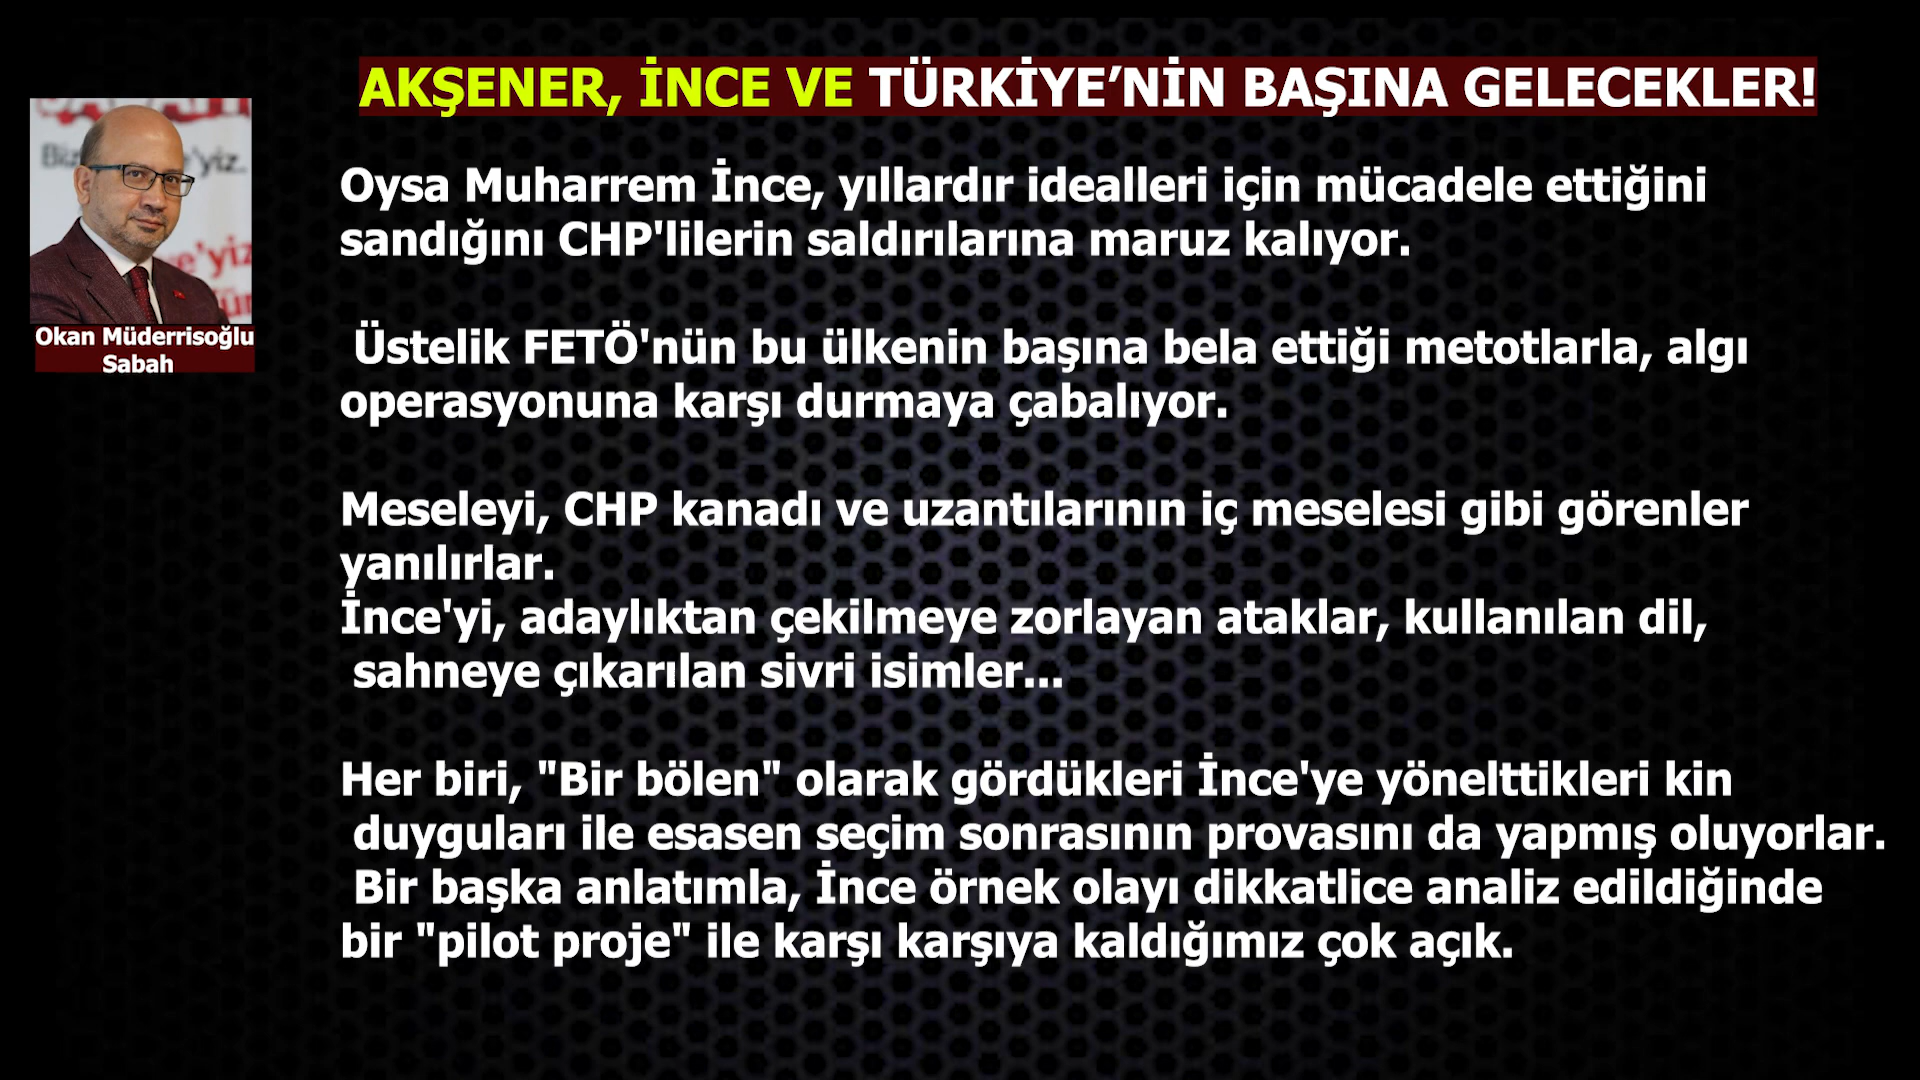 AKŞENER, İNCE VE TÜRKİYE’NİN BAŞINA GELECEKLER!
Okan Müderrisoğlu
Sabah
Oysa Muharrem İnce, yıllardır idealleri için mücadele ettiğini
sandığını CHP'lilerin saldırılarına maruz kalıyor.
Üstelik FETÖ'nün bu ülkenin başına bela ettiği metotlarla, algı
operasyonuna karşı durmaya çabalıyor.
Meseleyi, CHP kanadı ve uzantılarının iç meselesi gibi görenler
yanılırlar.
İnce'yi, adaylıktan çekilmeye zorlayan ataklar, kullanılan dil,
sahneye çıkarılan sivri isimler...
Her biri, "Bir bölen" olarak gördükleri İnce'ye yönelttikleri kin
duyguları ile esasen seçim sonrasının provasını da yapmış oluyorlar.
Bir başka anlatımla, İnce örnek olayı dikkatlice analiz edildiğinde
bir "pilot proje" ile karşı karşıya kaldığımız çok açık.